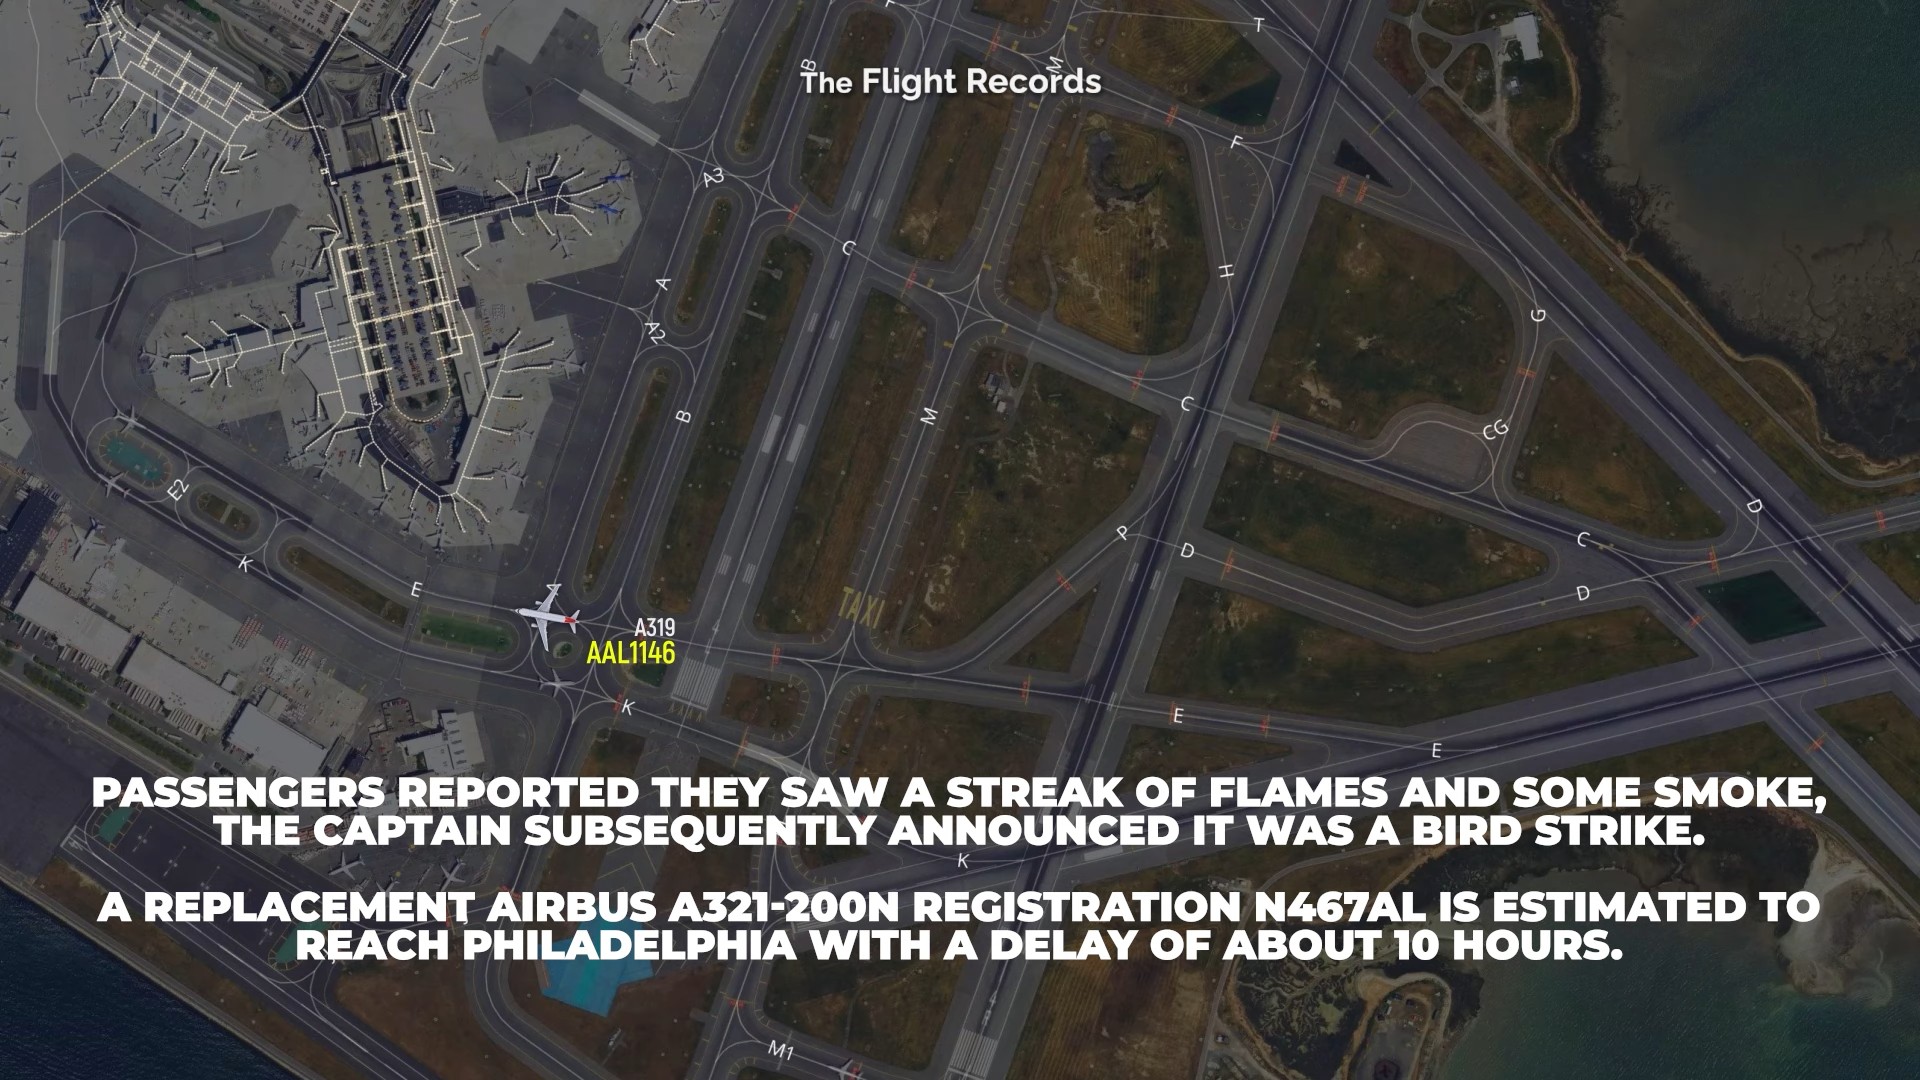 T
F
B
M
The Flight Records
F
A3
C
H
A
G
A2
M
B
C
CG
E2
D
P
D
C
K
E
D
A
TAXI
A319
AAL1146
K
E
E
PASSENGERS REPORTED THEY SAW A STREAK OF FLAMES AND SOME SMOKE,
THE CAPTAIN SUBSEQUENTLY ANNOUNCED IT WAS A BIRD STRIKE.
K
A REPLACEMENT AIRBUS A321-200N REGISTRATION N467AL IS ESTIMATED TO
REACH PHILADELPHIA WITH A DELAY OF ABOUT 10 HOURS.
M1